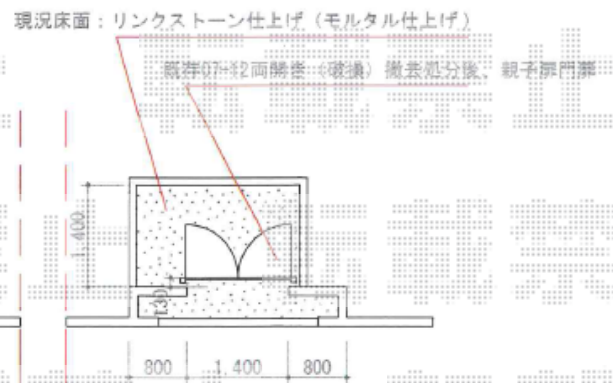 現況床面：リンクストーン仕上げ（モルタル仕上げ）
既存07-12両開き（破損）撤去処分後、親子扉門扉
1,400
130
800 1,400 800